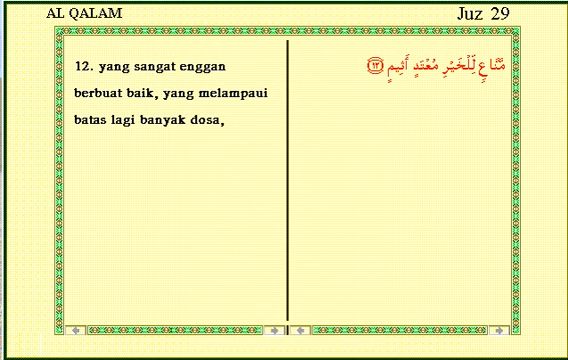 AL QALAM
Juz 29
12. yang sangat enggan
berbuat baik, yang melampaui
batas lagi banyak dosa,
مَّنَّاعٍ لِّلْخَيْرِ مُعْتَدٍ أَثِيمٍ ﴿١٢﴾